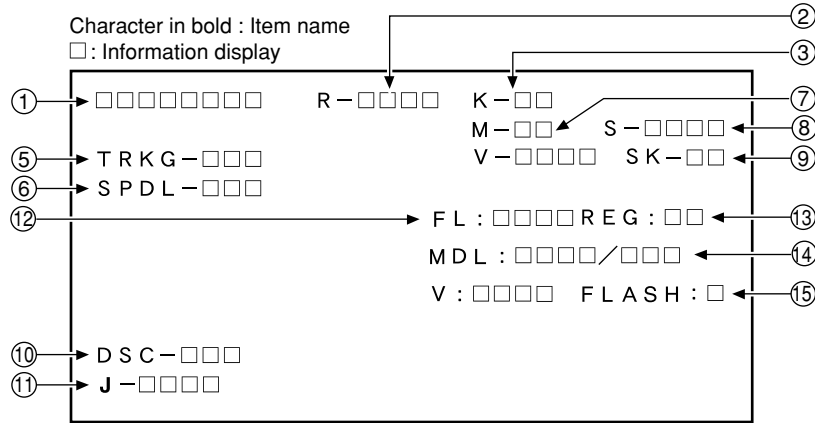 Character in bold : Item name
□ : Information display
②
③
① □□□□□□□□ R－□□□□ K－□□
M－□□ ⑦
S－□□□□ ⑧
⑤ TRKG－□□□ V－□□□□ SK－□□ ⑨
⑥ SPDL－□□□
⑫ FL：□□□□REG：□□ ⑬
MDL：□□□□／□□□ ⑭
V：□□□□ FLASH：□ ⑮
⑩ DSC－□□□
⑪ J－□□□□